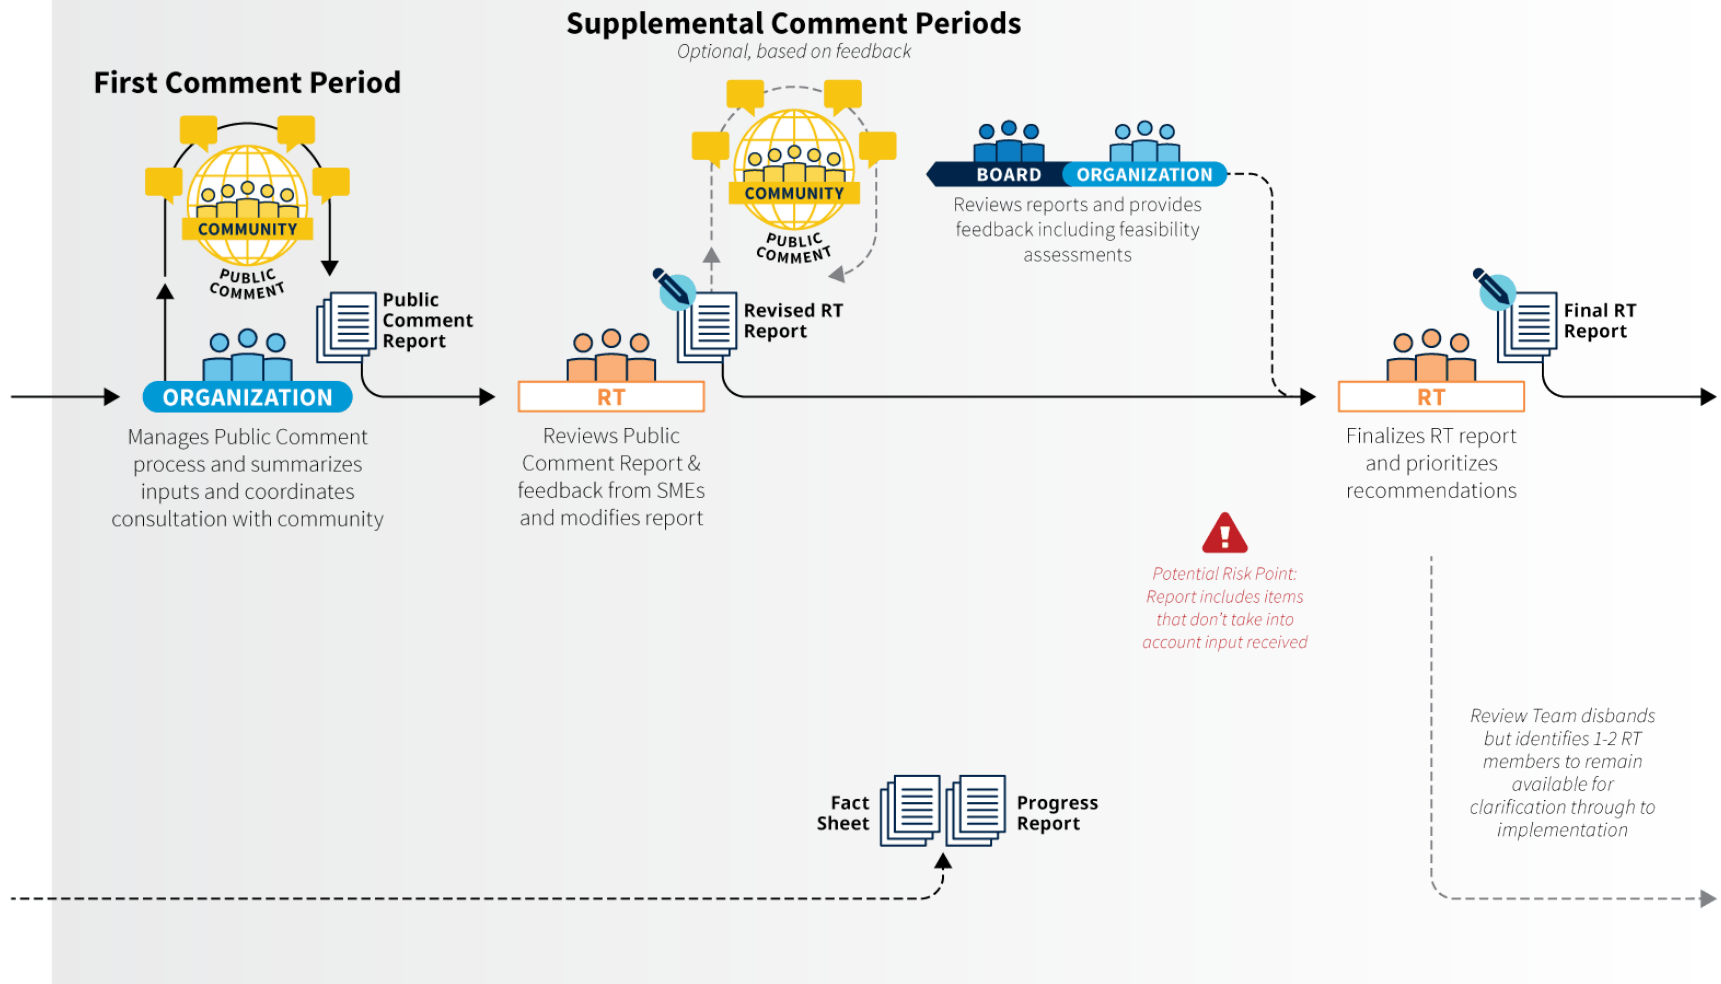 Supplemental Comment Periods
Optional, based on feedback
First Comment Period
COMMUNITY
PUBLIC
COMMENT
Public
Comment
Report
ORGANIZATION
Manages Public Comment
process and summarizes
inputs and coordinates
consultation with community
COMMUNITY
PUBLIC
COMMENT
Revised RT
Report
RT
Reviews Public
Comment Report &
feedback from SMEs
and modifies report
BOARD
ORGANIZATION
Reviews reports and provides
feedback including feasibility
assessments
Final RT
Report
RT
Finalizes RT report
and prioritizes
recommendations
Potential Risk Point:
Report includes items
that don't take into
account input received
Review Team disbands
but identifies 1-2 RT
members to remain
available for
clarification through to
implementation
Fact
Sheet
Progress
Report